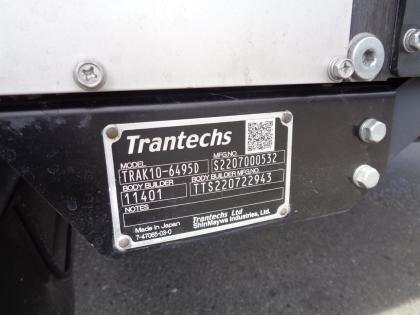 Trantechs
MODEL MFG.NO.
TRAK10-6495D S2207000532
BODY BUILDER BODY BUILDER MFG.NO.
11401 TTS220722943
NOTES
Made in Japan Trantechs Ltd
7-47065-03-0 ShinMaywa Industries, Ltd.